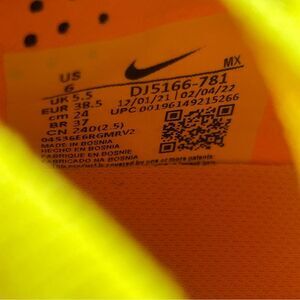 MX
US
6
DJ5166-781
UK 5.5
12/01/21 02/04/22
EUR 38.5
UPC 00196149215266
cm 24
BR 37
CN 240(2.5)
04536E6RGMRV2
MADE IN BOSNIA
HECHO EN BOSNIA
FABRIQUE EN BOSNIE
FABRICADO NA BOSNIA